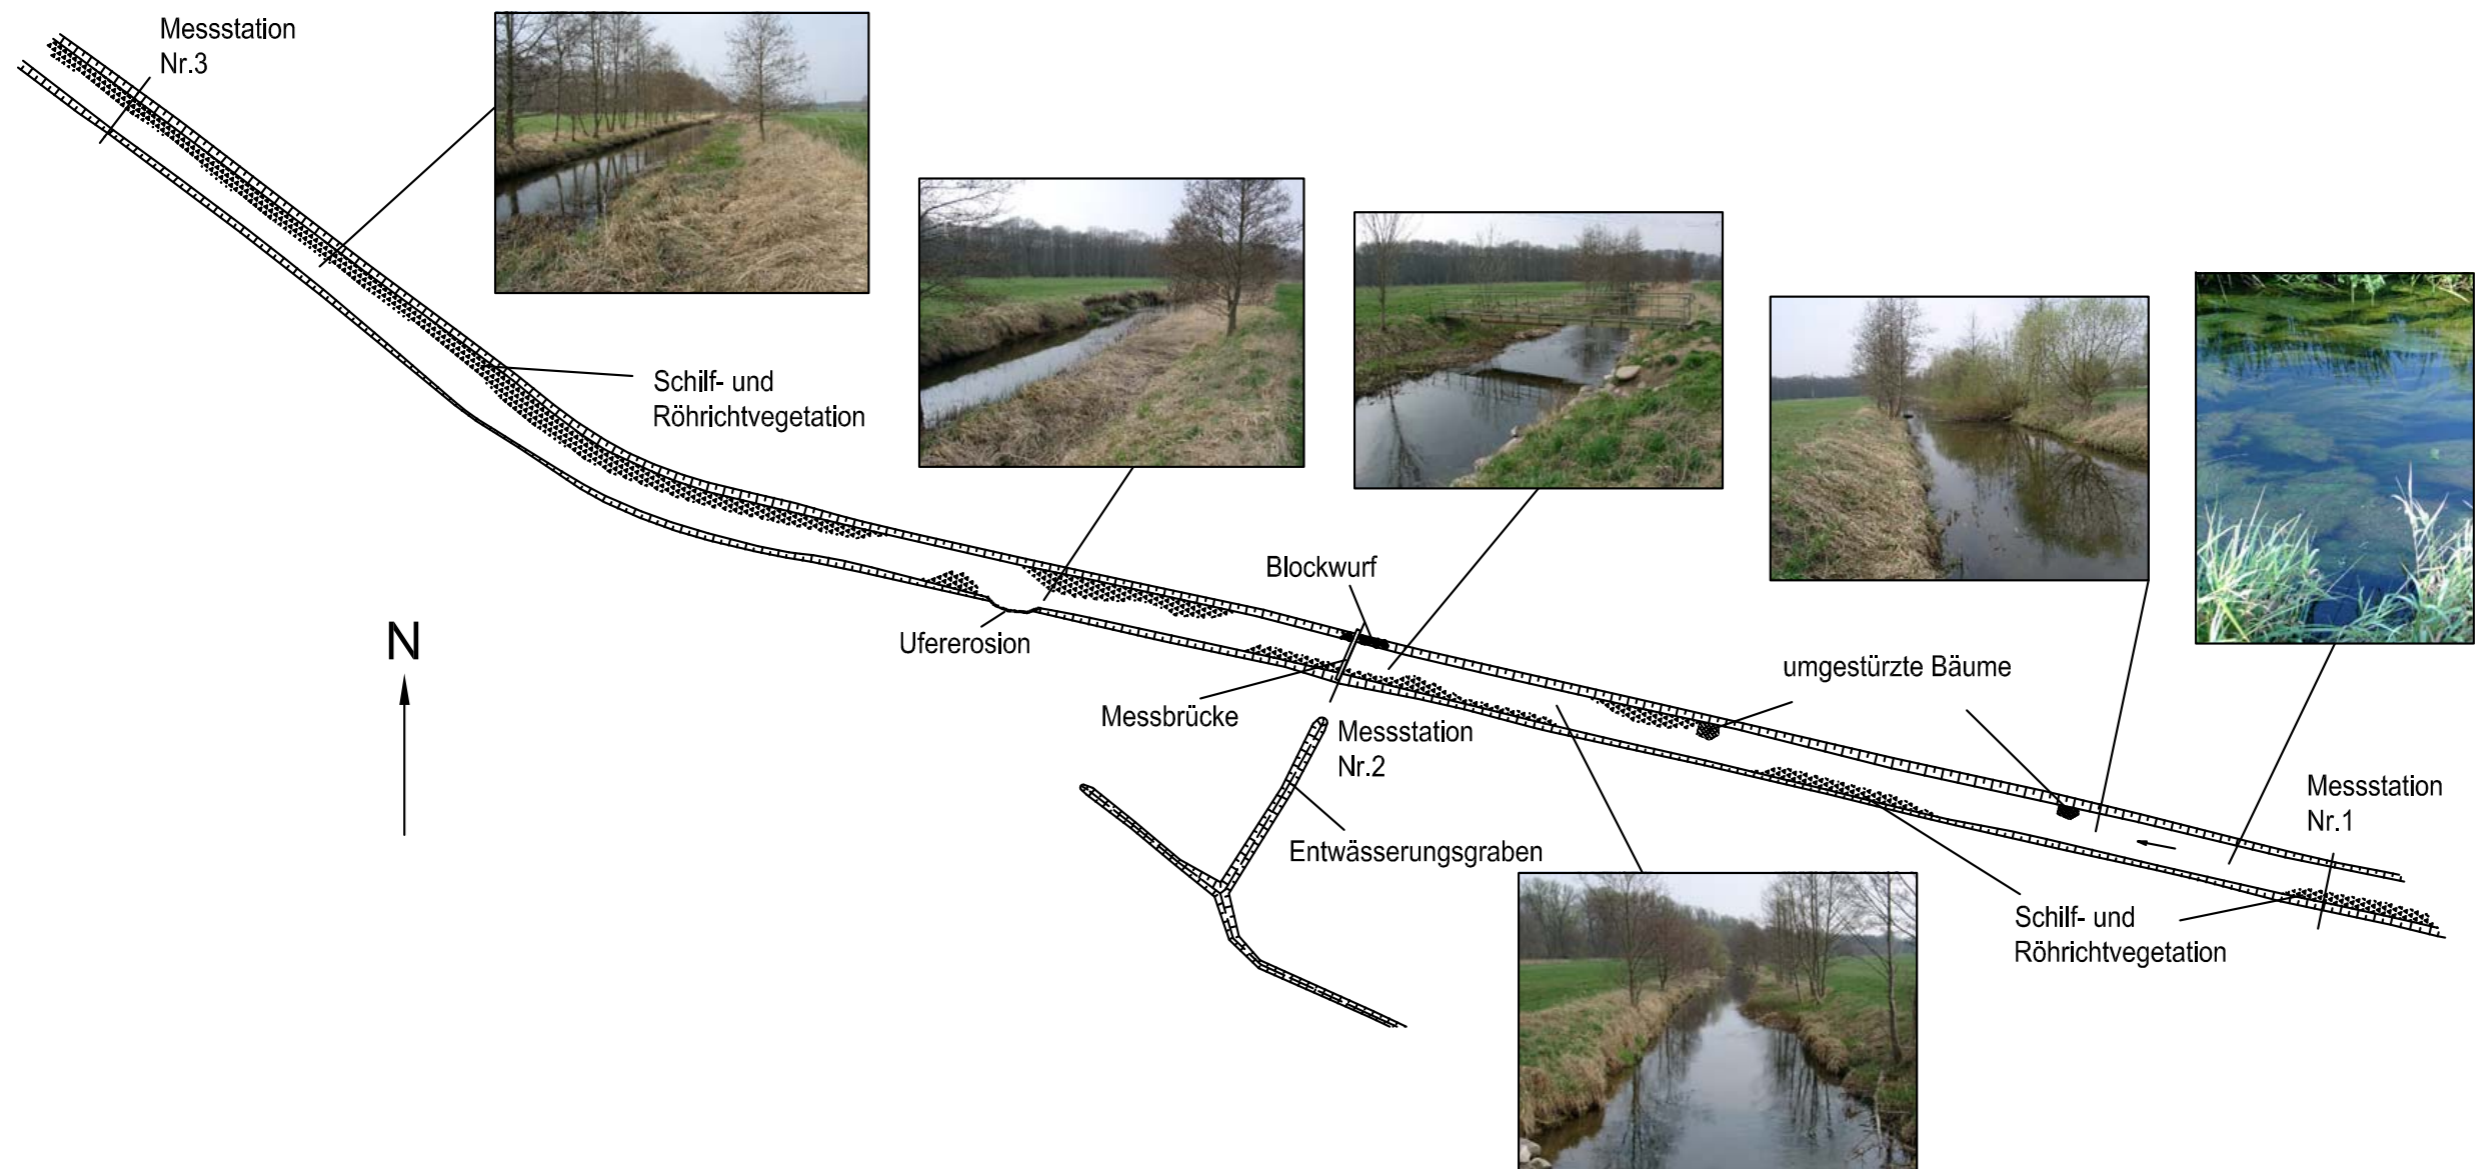 Messstation
Nr.3
Schilf- und
Röhrichtvegetation
N
Ufererosion
Blockwurf
Messbrücke
Messstation
Nr.2
umgestürzte Bäume
Entwässerungsgraben
Messstation
Nr.1
Schilf- und
Röhrichtvegetation